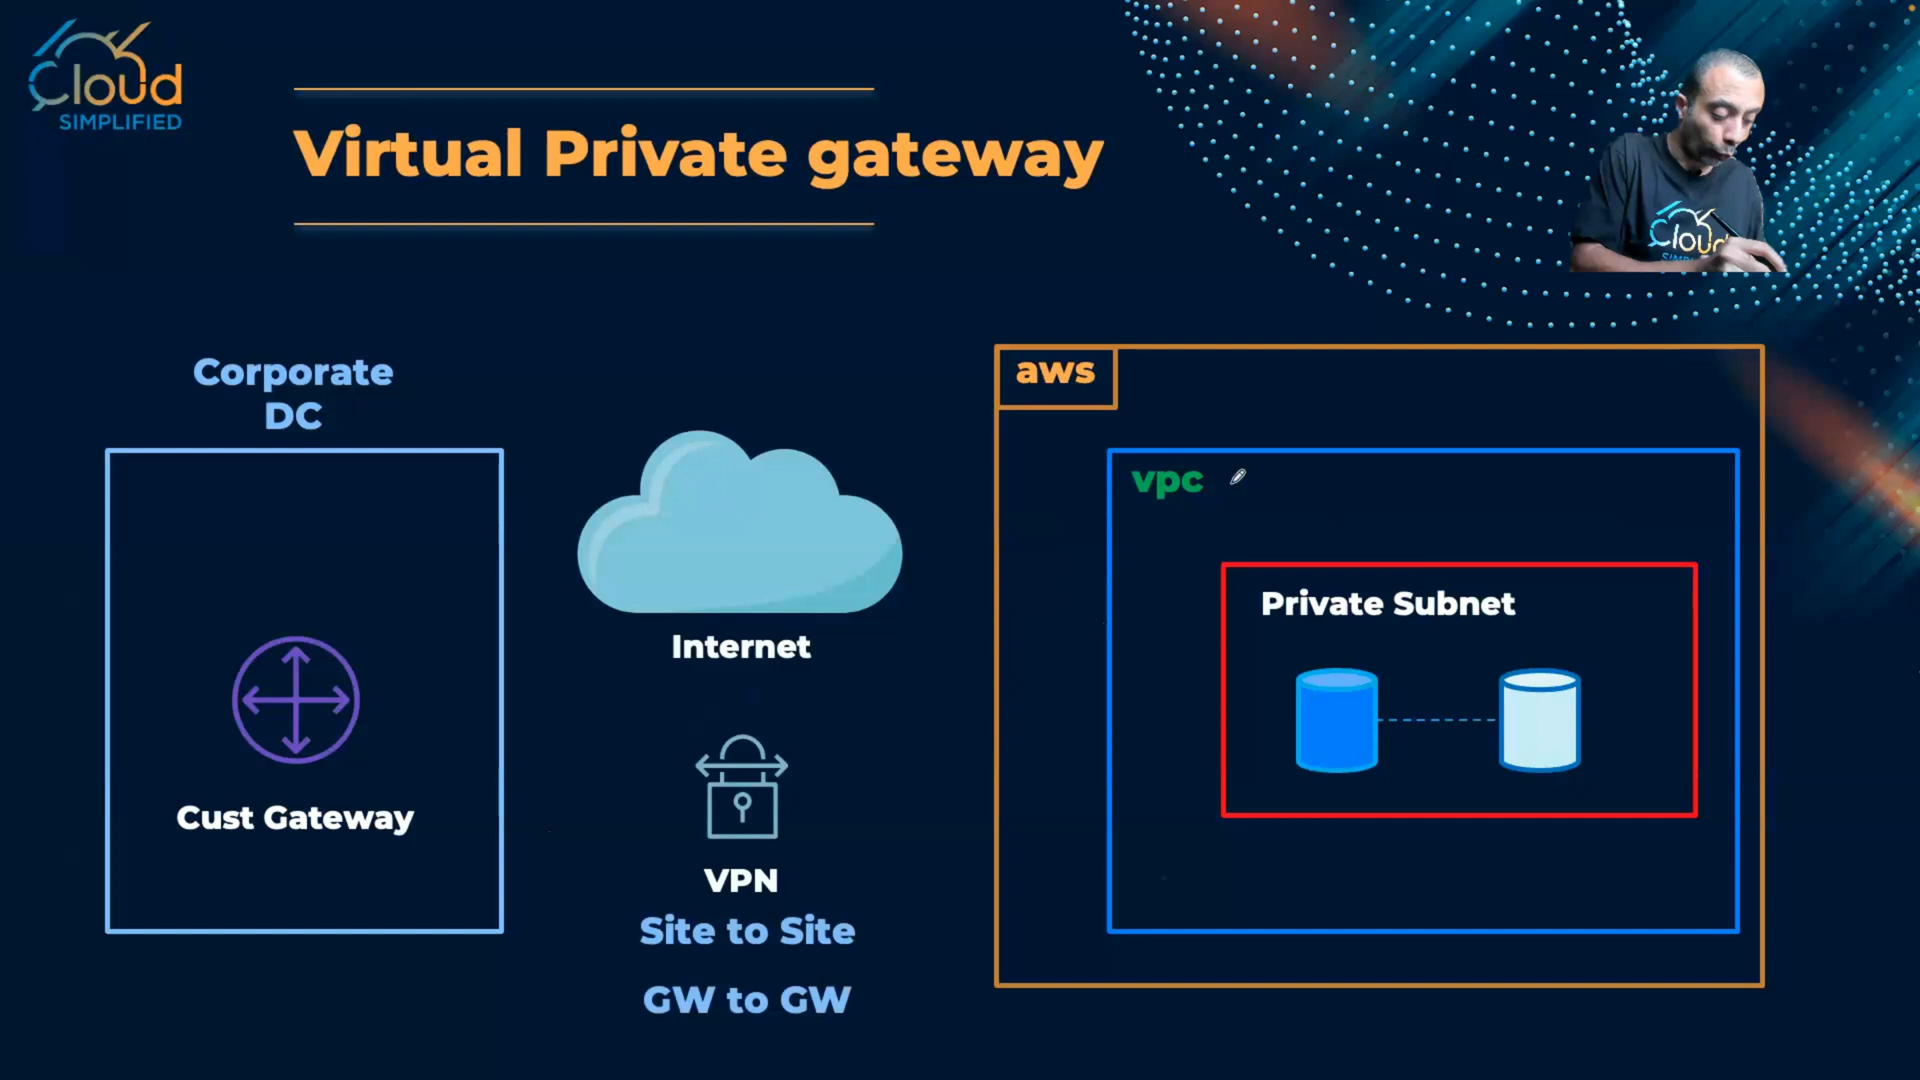 Cloud
SIMPLIFIED
Virtual Private gateway
Cloud
Corporate
DC
Cust Gateway
Internet
VPN
Site to Site
GW to GW
aws
vpc
Private Subnet